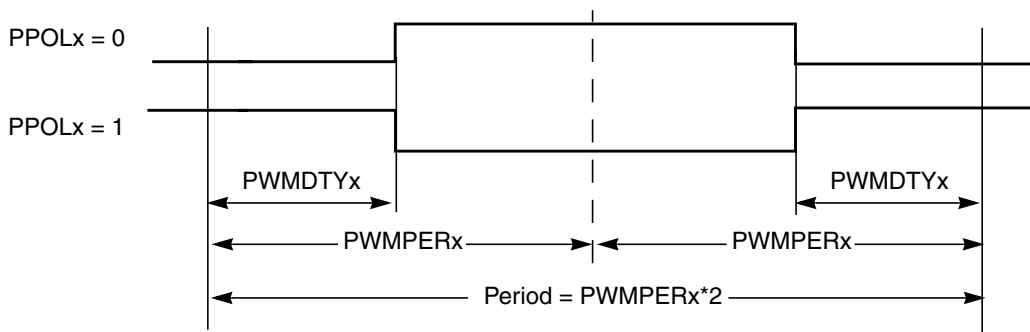 PPOLx = 0
PPOLx = 1
PWMDTYx
PWMDTYx
PWMPERx
PWMPERx
Period = PWMPERx*2